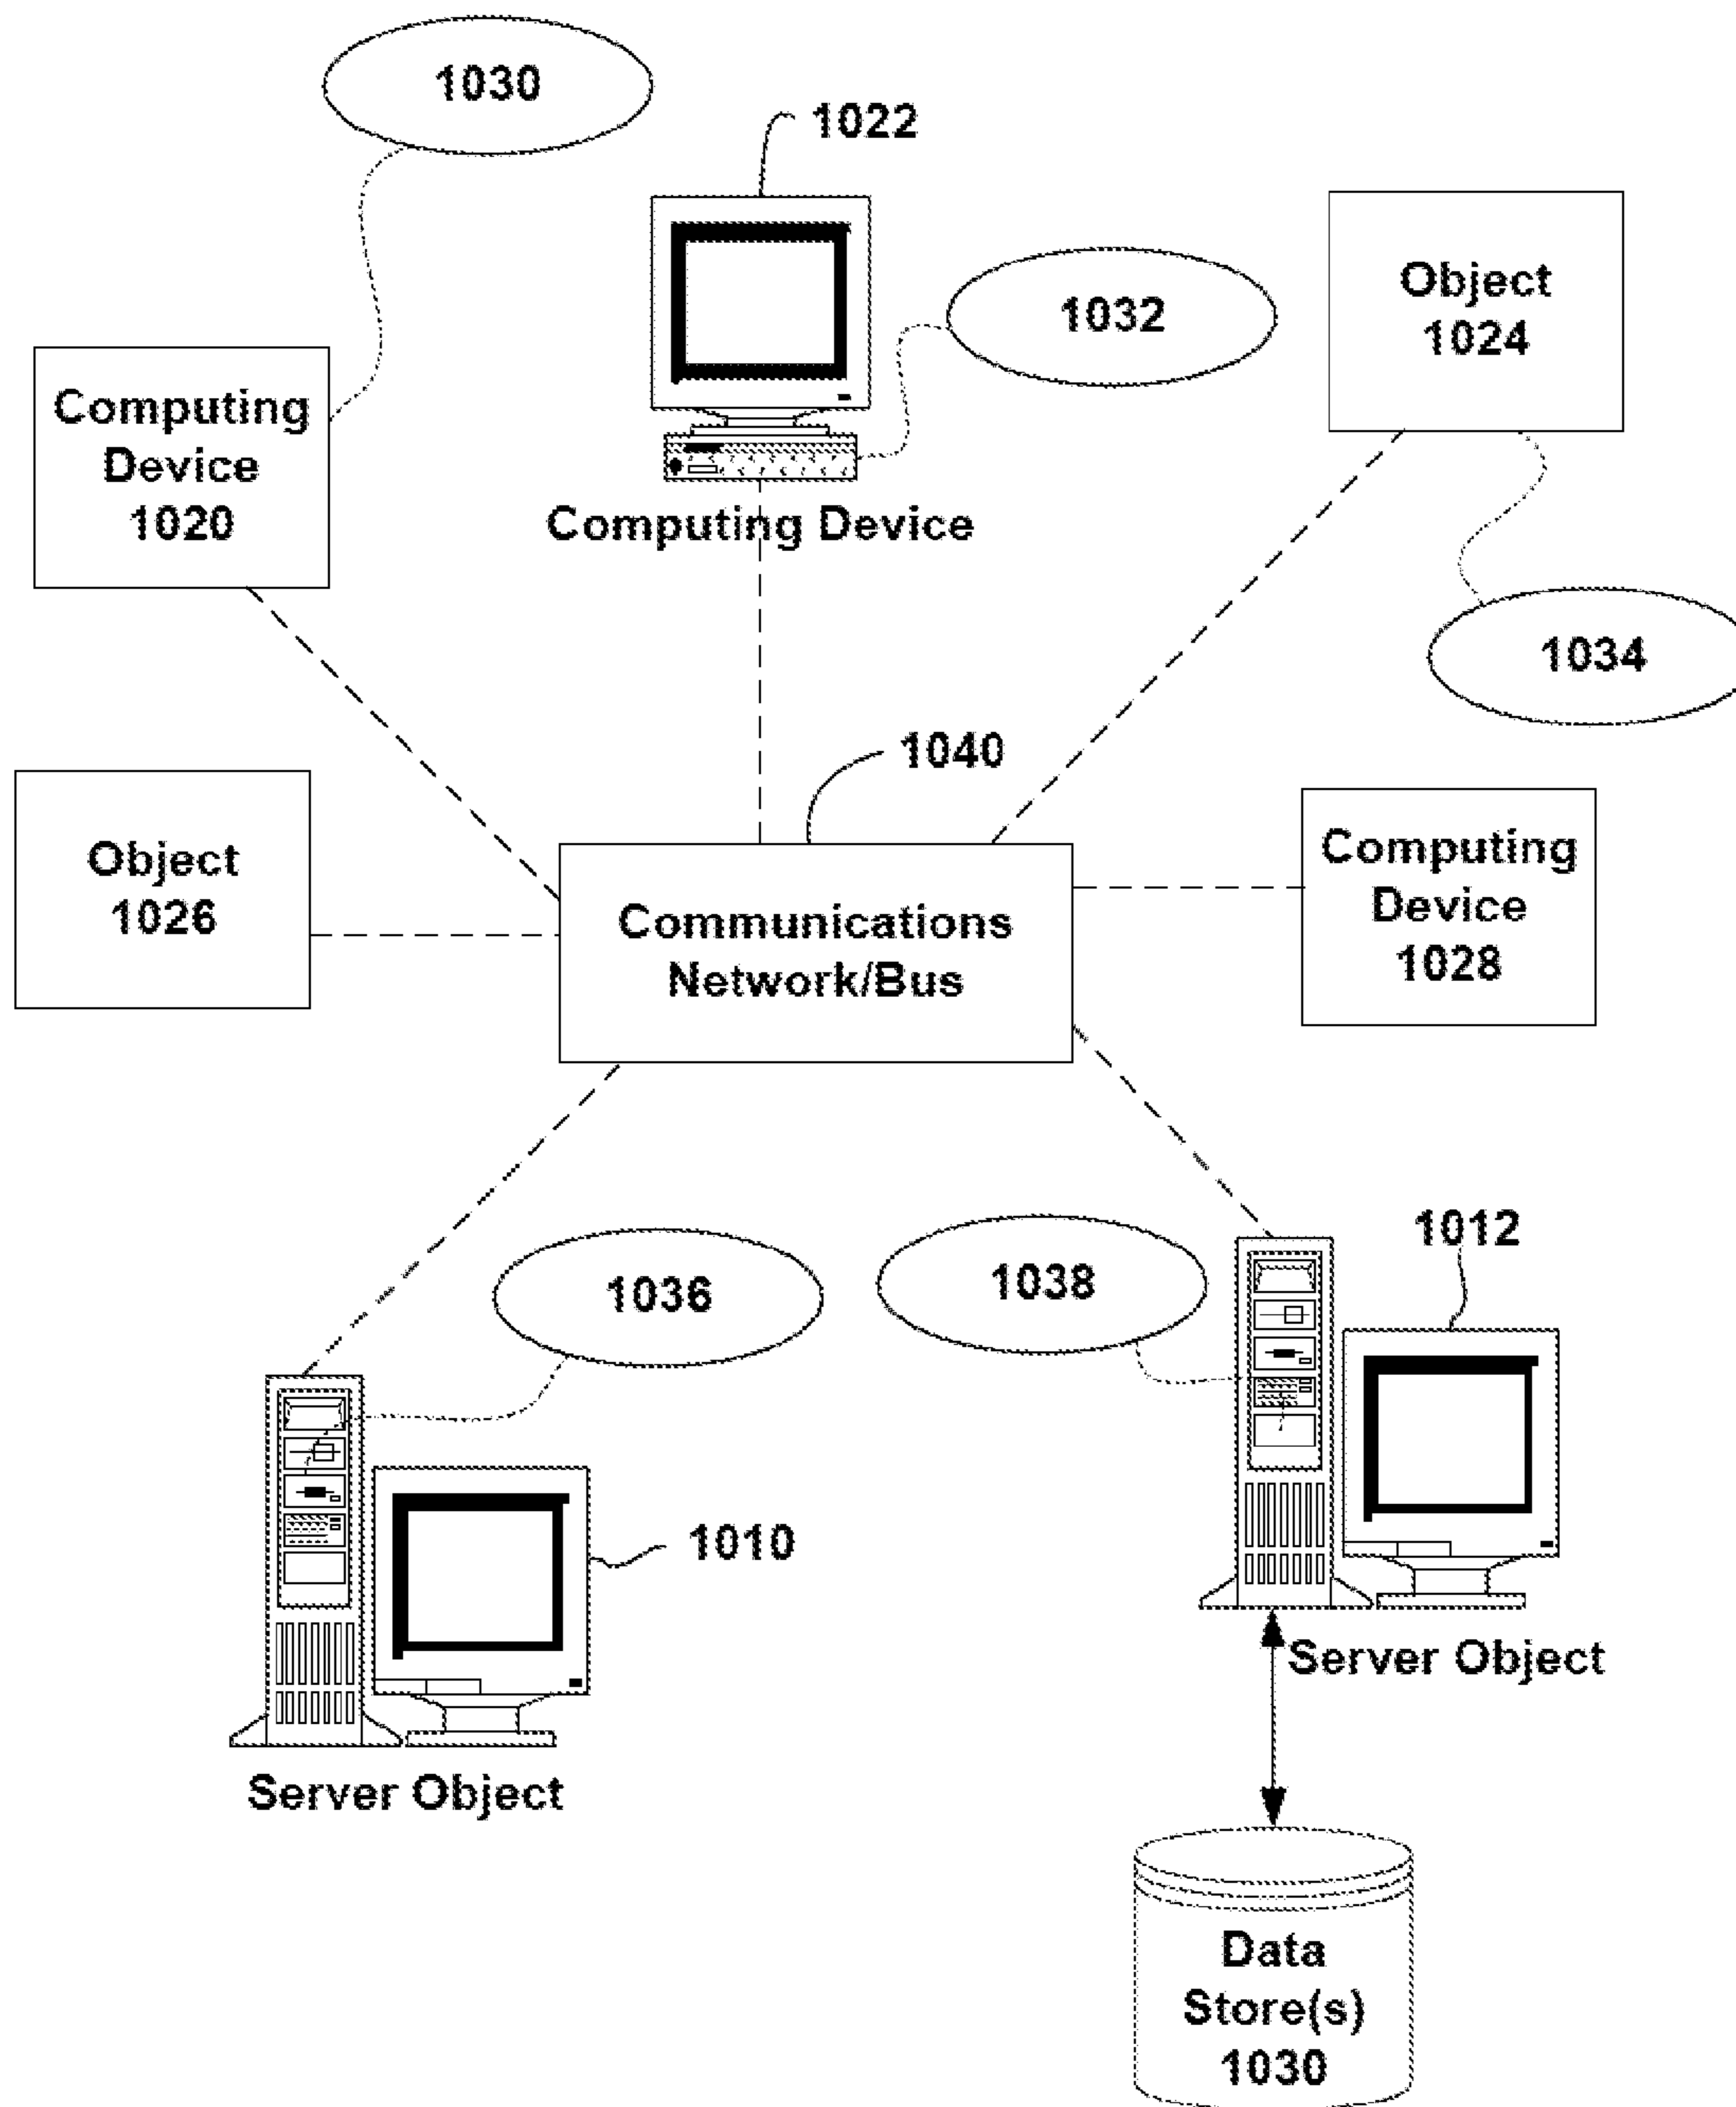 1030
1022
1032
Object
1024
Computing
Device
1020
Computing Device
1034
1040
Object
1026
Communications
Network/Bus
Computing
Device
1028
1036
1038
1012
1010
Server Object
Server Object
Data
Store(s)
1030